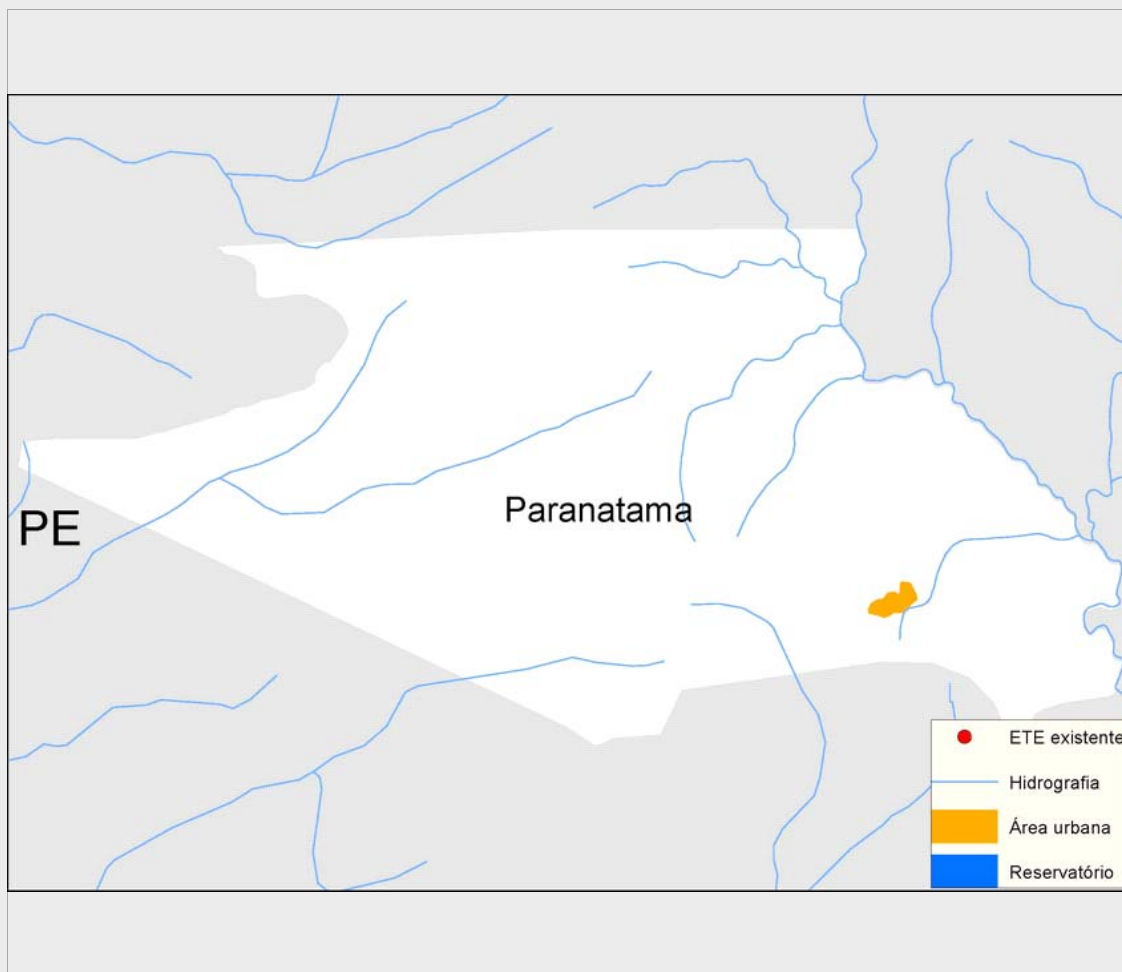 Paranatama
PE
ETE existente
Hidrografia
Área urbana
Reservatório